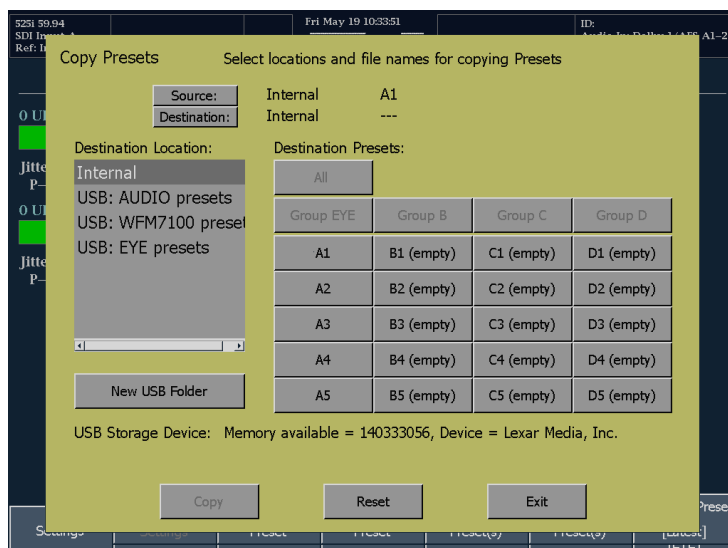 525i 59.94
Fri May 19 10:33:51
ID:
Copy Presets
Select locations and file names for copying Presets
Source: Internal A1
Destination: Internal ---
Destination Location:
Destination Presets:
Internal
USB: AUDIO presets
USB: WFM7100 preset
USB: EYE presets
All
Group EYE Group B Group C Group D
A1 B1 (empty) C1 (empty) D1 (empty)
A2 B2 (empty) C2 (empty) D2 (empty)
A3 B3 (empty) C3 (empty) D3 (empty)
A4 B4 (empty) C4 (empty) D4 (empty)
A5 B5 (empty) C5 (empty) D5 (empty)
New USB Folder
USB Storage Device: Memory available = 140333056, Device = Lexar Media, Inc.
Copy Reset Exit